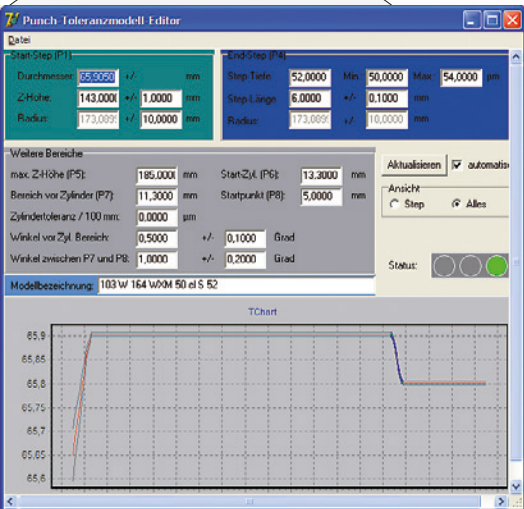 Punch-Toleranzmodell-Editor
Datei
Start-Step (P1)
Durchmesser: 65,9050 +/- mm
Z-Höhe: 143,000 +/- 1,0000 mm
Radius: 173,089 +/- 10,0000 mm
End-Step (P4)
Step-Tiefe: 52,0000 Min: 50,0000 Max: 54,0000 µm
Step-Länge 6,0000 +/- 0,1000 mm
Radius: 173,089 +/- 10,0000 mm
Weitere Bereiche
max. Z-Höhe (P5): 185,000 mm Start-Zyl. (P6): 13,3000 mm
Bereich vor Zylinder (P7): 11,3000 mm Startpunkt (P8): 5,0000 mm
Zylindertoleranz / 100 mm: 0,0000 µm
Winkel vor Zyl. Bereich: 0,5000 +/- 0,1000 Grad
Winkel zwischen P7 und P8: 1,0000 +/- 0,2000 Grad
Aktualisieren automatisc
Ansicht
Step Alles
Status:
Modellbezeichnung: 103 W 164 WXM 50 el S 52
TChart
65,9
65,85
65,8
65,75
65,7
65,65
65,6